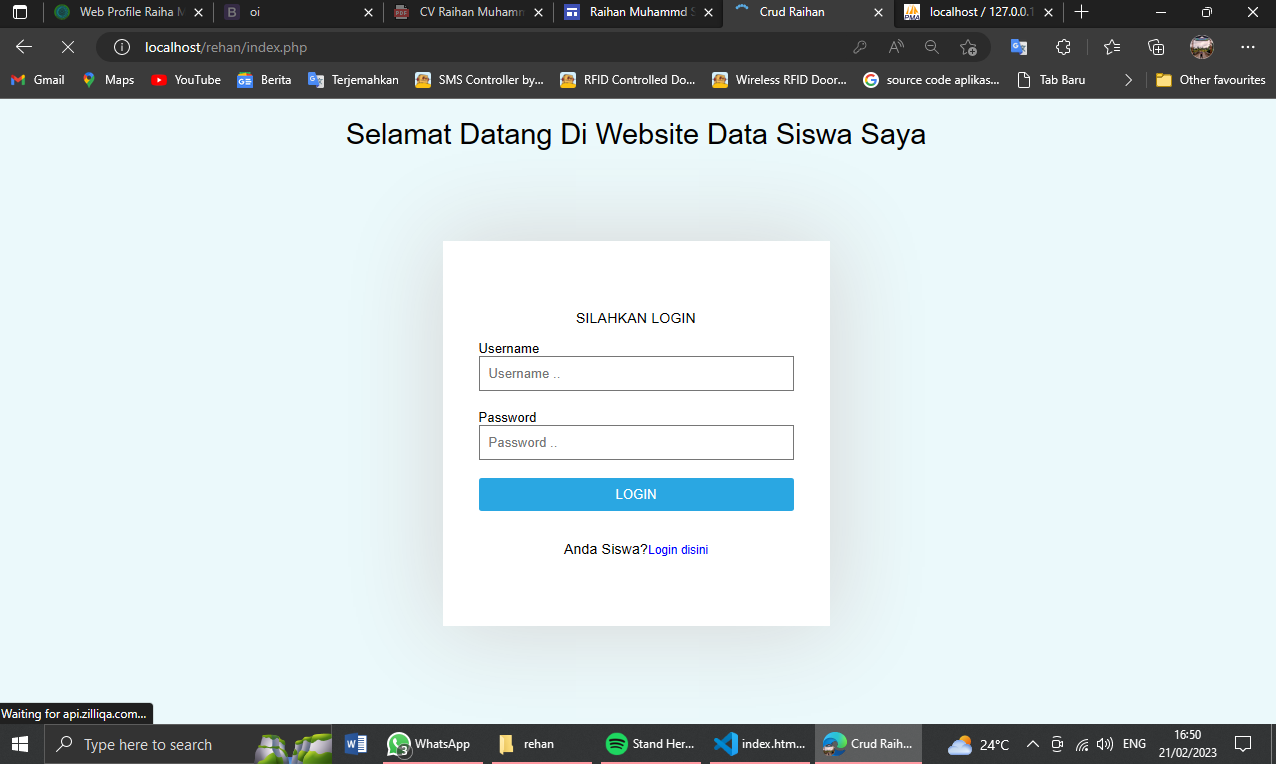 Web Profile Raiha M
oi
CV Raihan Muhamm
Raihan Muhammd S
Crud Raihan
localhost / 127.0.0.1
localhost/rehan/index.php
Gmail
Maps
YouTube
Berita
Terjemahkan
SMS Controller by...
RFID Controlled Do...
Wireless RFID Door...
source code aplikas...
Tab Baru
Other favourites
Selamat Datang Di Website Data Siswa Saya
SILAHKAN LOGIN
Username
Username ..
Password
Password ..
LOGIN
Anda Siswa?Login disini
Waiting for api.zilliqa.com...
Type here to search
3
WhatsApp
rehan
Stand Her...
index.htm...
Crud Raih...
24°C
ENG
16:50
21/02/2023